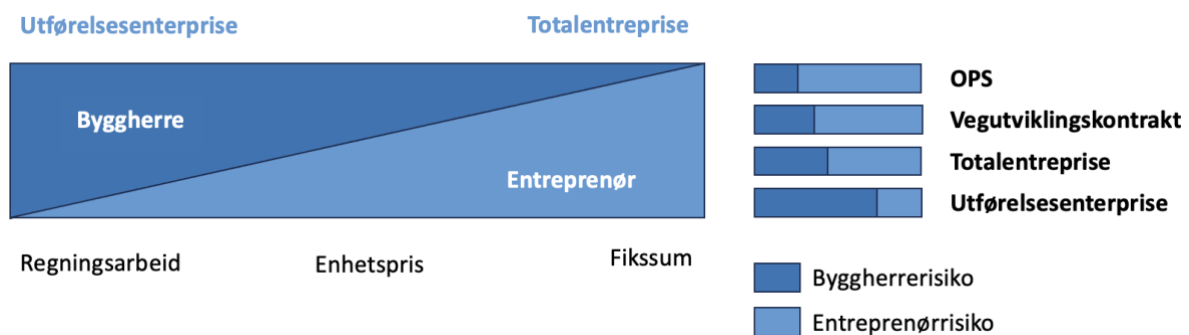 Utførelsesenterprise
Totalentreprise
Byggherre
Entreprenør
Regningsarbeid
Enhetspris
Fikssum
OPS
Vegutviklingskontrakt
Totalentreprise
Utførelsesenterprise
Byggherrerisiko
Entreprenørrisiko